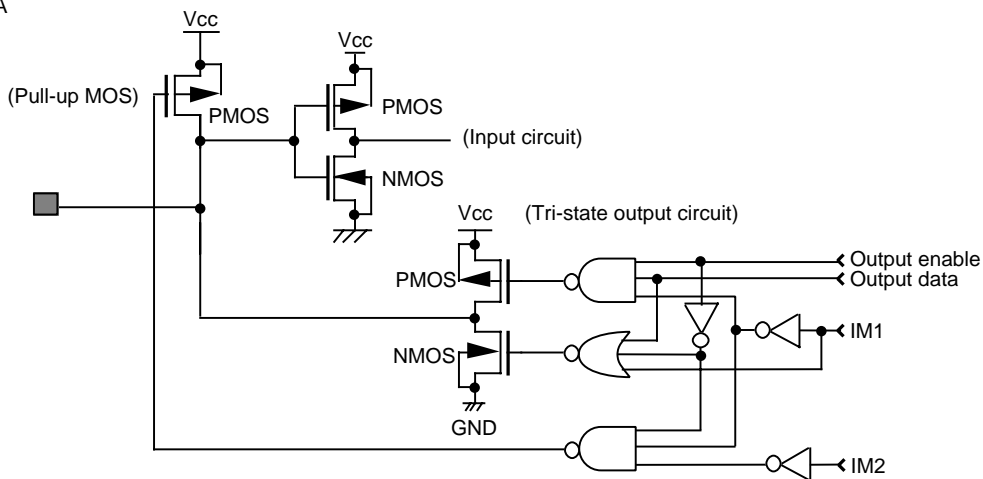 A
Vcc
Vcc
(Pull-up MOS)
PMOS
PMOS
(Input circuit)
NMOS
Vcc
(Tri-state output circuit)
PMOS
Output enable
Output data
IM1
NMOS
GND
IM2